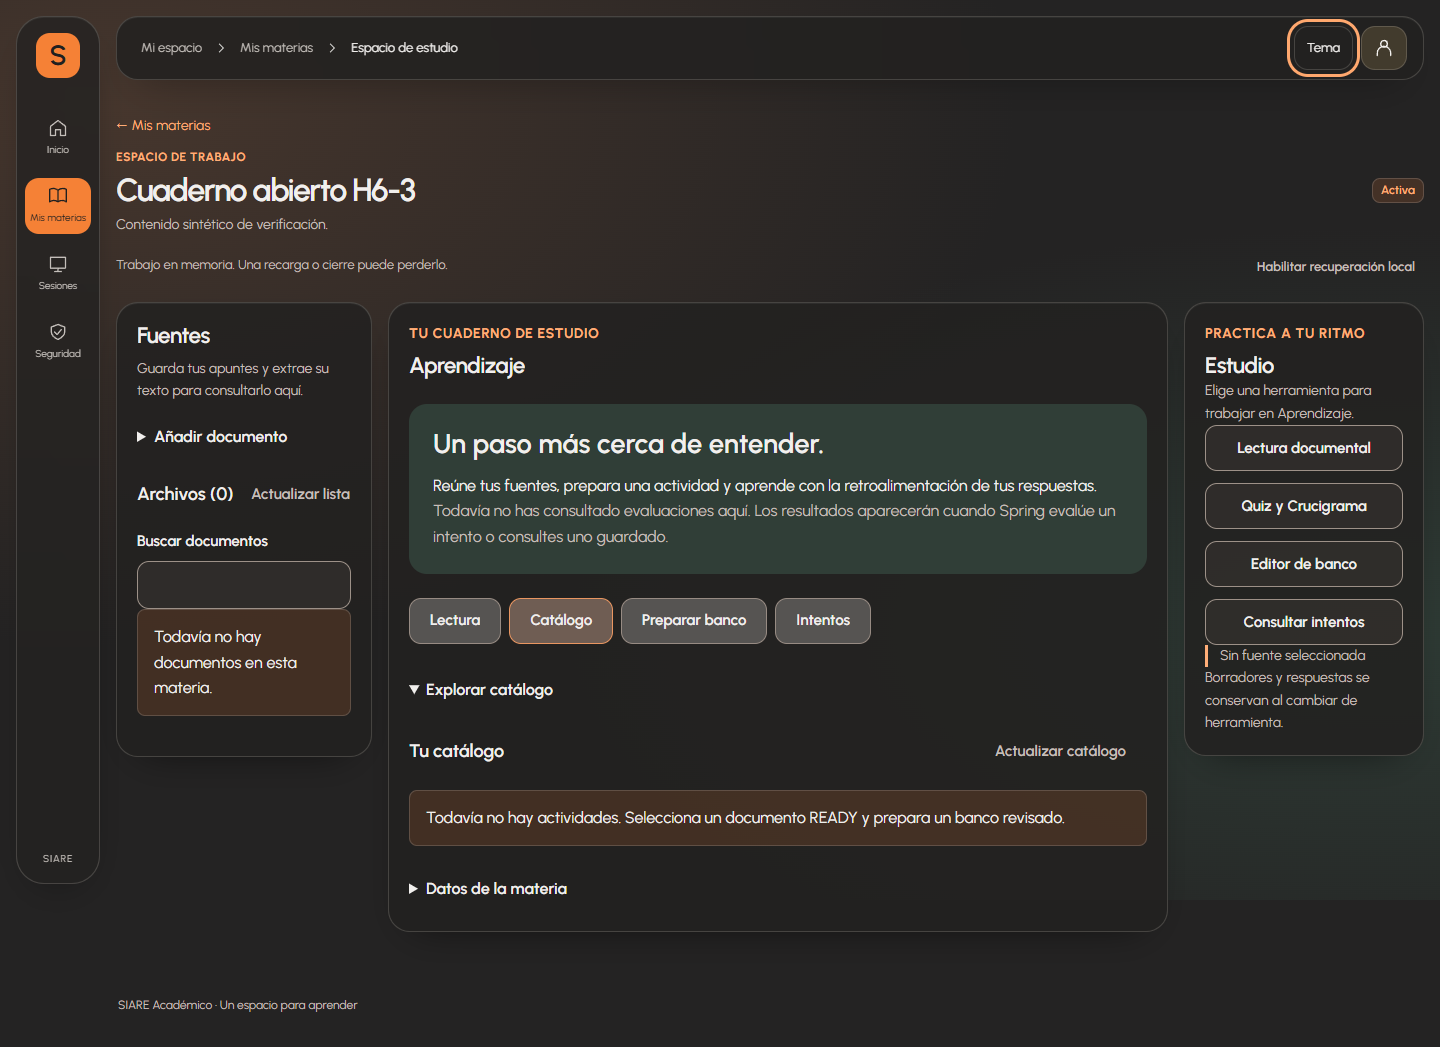 S
Inicio
Mis materias
Sesiones
Seguridad
SIARE
Mi espacio > Mis materias > Espacio de estudio
Tema
← Mis materias
ESPACIO DE TRABAJO
Cuaderno abierto H6-3
Activa
Contenido sintético de verificación.
Trabajo en memoria. Una recarga o cierre puede perderlo.
Habilitar recuperación local
Fuentes
Guarda tus apuntes y extrae su
texto para consultarlo aquí.
Añadir documento
Archivos (0)
Actualizar lista
Buscar documentos
Todavía no hay
documentos en esta
materia.
TU CUADERNO DE ESTUDIO
Aprendizaje
Un paso más cerca de entender.
Reúne tus fuentes, prepara una actividad y aprende con la retroalimentación de tus respuestas.
Todavía no has consultado evaluaciones aquí. Los resultados aparecerán cuando Spring evalúe un
intento o consultes uno guardado.
Lectura
Catálogo
Preparar banco
Intentos
Explorar catálogo
Tu catálogo
Actualizar catálogo
Todavía no hay actividades. Selecciona un documento READY y prepara un banco revisado.
Datos de la materia
PRACTICA A TU RITMO
Estudio
Elige una herramienta para
trabajar en Aprendizaje.
Lectura documental
Quiz y Crucigrama
Editor de banco
Consultar intentos
Sin fuente seleccionada
Borradores y respuestas se
conservan al cambiar de
herramienta.
SIARE Académico · Un espacio para aprender